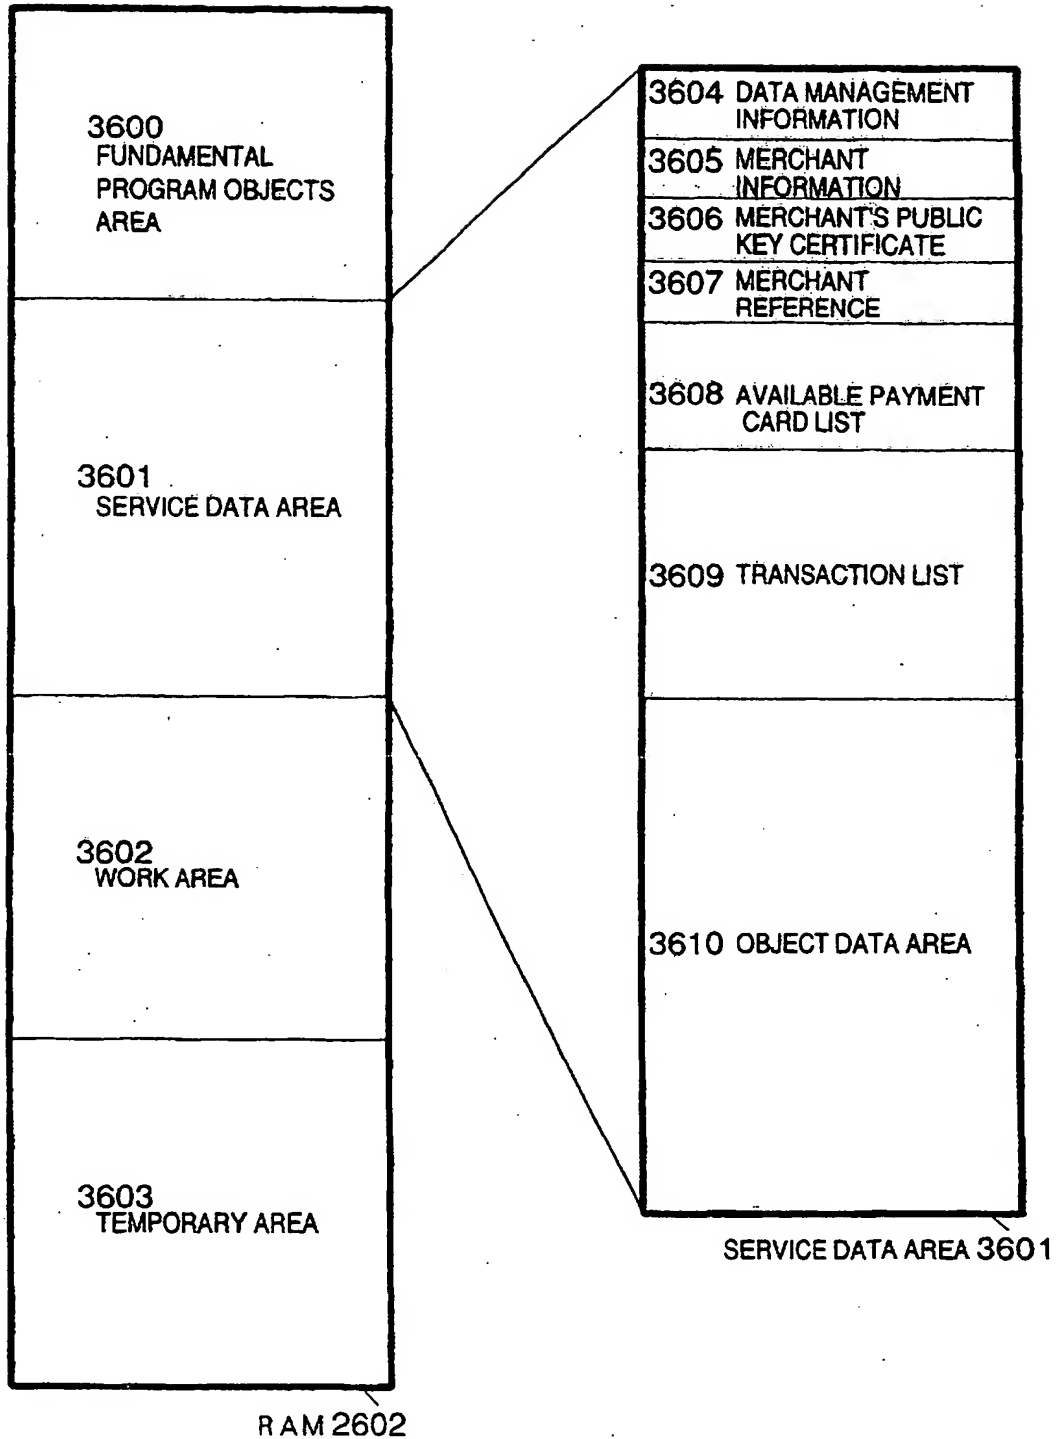 3600
FUNDAMENTAL
PROGRAM OBJECTS
AREA
3601
SERVICE DATA AREA
3602
WORK AREA
3603
TEMPORARY AREA
RAM 2602
3604 DATA MANAGEMENT
INFORMATION
3605 MERCHANT
INFORMATION
3606 MERCHANT'S PUBLIC
KEY CERTIFICATE
3607 MERCHANT
REFERENCE
3608 AVAILABLE PAYMENT
CARD LIST
3609 TRANSACTION LIST
3610 OBJECT DATA AREA
SERVICE DATA AREA 3601